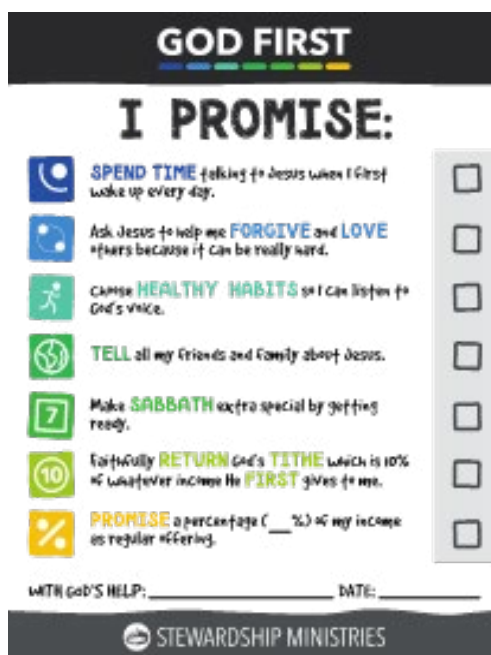 GOD FIRST
I PROMISE:
SPEND TIME talking to Jesus when I first
wake up every day.
Ask Jesus to help me FORGIVE and LOVE
others because it can be really hard.
Choose HEALTHY HABITS so I can listen to
God's voice.
TELL all my friends and family about Jesus.
7
Make SABBATH extra special by getting
ready.
10
Faithfully RETURN God's TITHE which is 10%
of whatever income He FIRST gives to me.
%
PROMISE a percentage (__%) of my income
as regular offering.
WITH GOD'S HELP: ____________________ DATE: ___________
STEWARDSHIP MINISTRIES